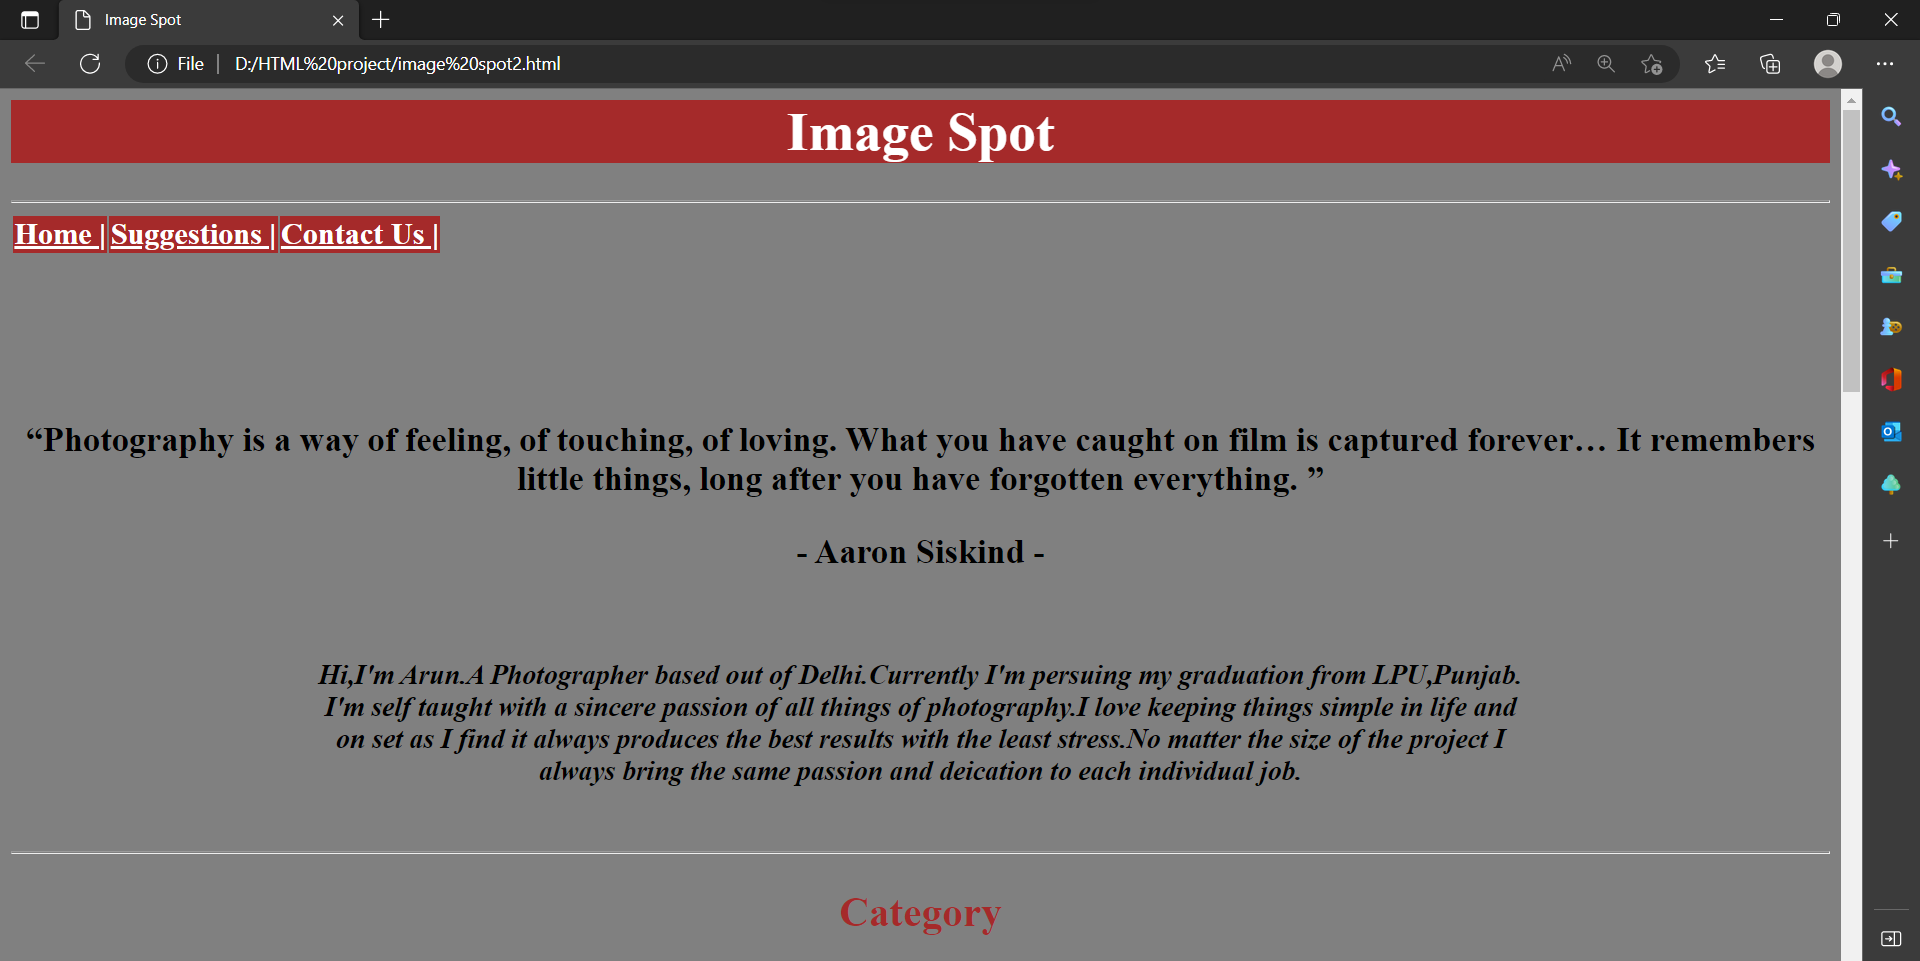 Image Spot
File | D:/HTML%20project/image%20spot2.html
Image Spot
Home | Suggestions | Contact Us |
“Photography is a way of feeling, of touching, of loving. What you have caught on film is captured forever… It remembers
little things, long after you have forgotten everything. ”
- Aaron Siskind -
Hi,I'm Arun.A Photographer based out of Delhi.Currently I'm persuing my graduation from LPU,Punjab.
I'm self taught with a sincere passion of all things of photography.I love keeping things simple in life and
on set as I find it always produces the best results with the least stress.No matter the size of the project I
always bring the same passion and deication to each individual job.
Category